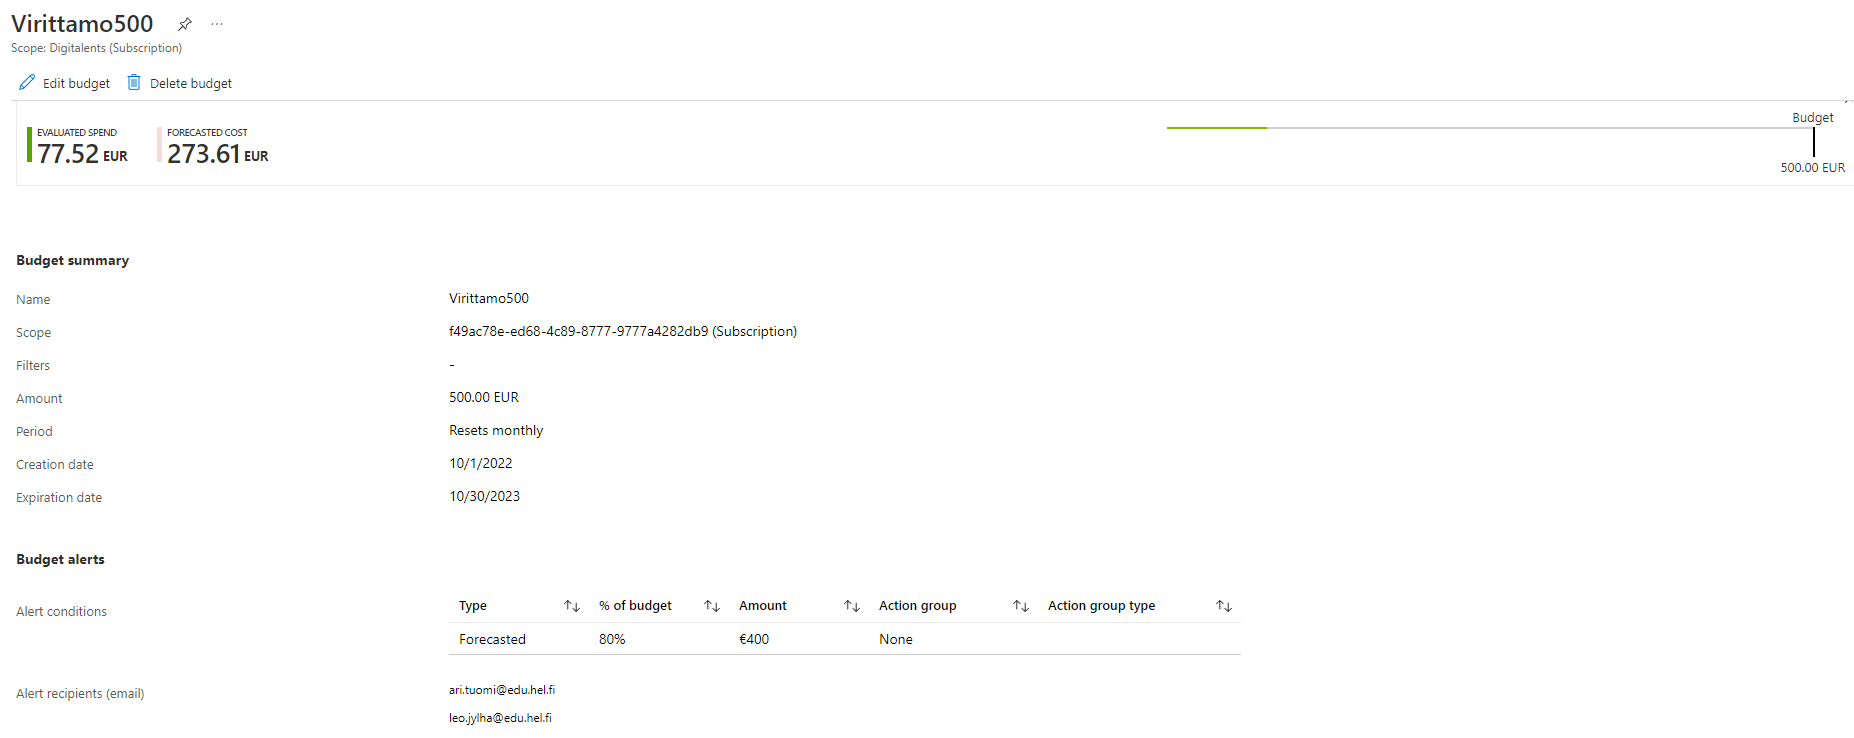 Virittamo500 ...
Scope: Digitalents (Subscription)
Edit budget Delete budget
EVALUATED SPEND FORECASTED COST Budget
77.52 EUR 273.61 EUR
500.00 EUR
Budget summary
Name Virittamo500
Scope f49ac78e-ed68-4c89-8777-9777a4282db9 (Subscription)
Filters -
Amount 500.00 EUR
Period Resets monthly
Creation date 10/1/2022
Expiration date 10/30/2023
Budget alerts
Alert conditions
Type % of budget Amount Action group Action group type
Forecasted 80% €400 None
Alert recipients (email) ari.tuomi@edu.hel.fi
leo.jylha@edu.hel.fi